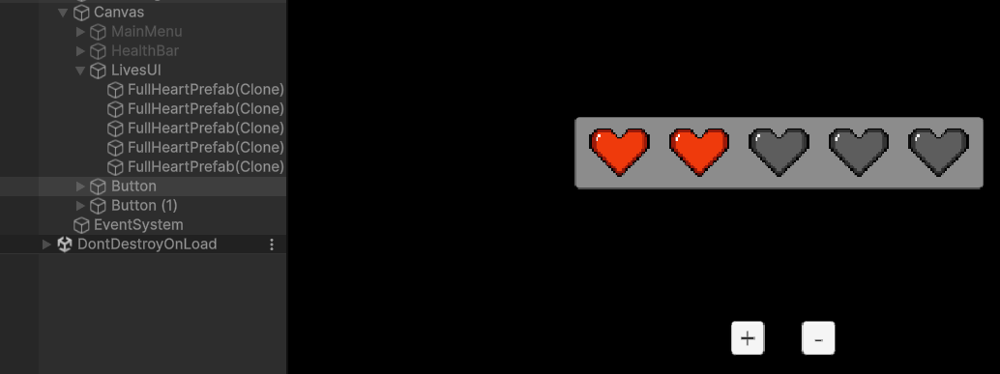 Canvas
MainMenu
HealthBar
LivesUI
FullHeartPrefab(Clone)
FullHeartPrefab(Clone)
FullHeartPrefab(Clone)
FullHeartPrefab(Clone)
FullHeartPrefab(Clone)
Button
Button (1)
EventSystem
DontDestroyOnLoad
+ -